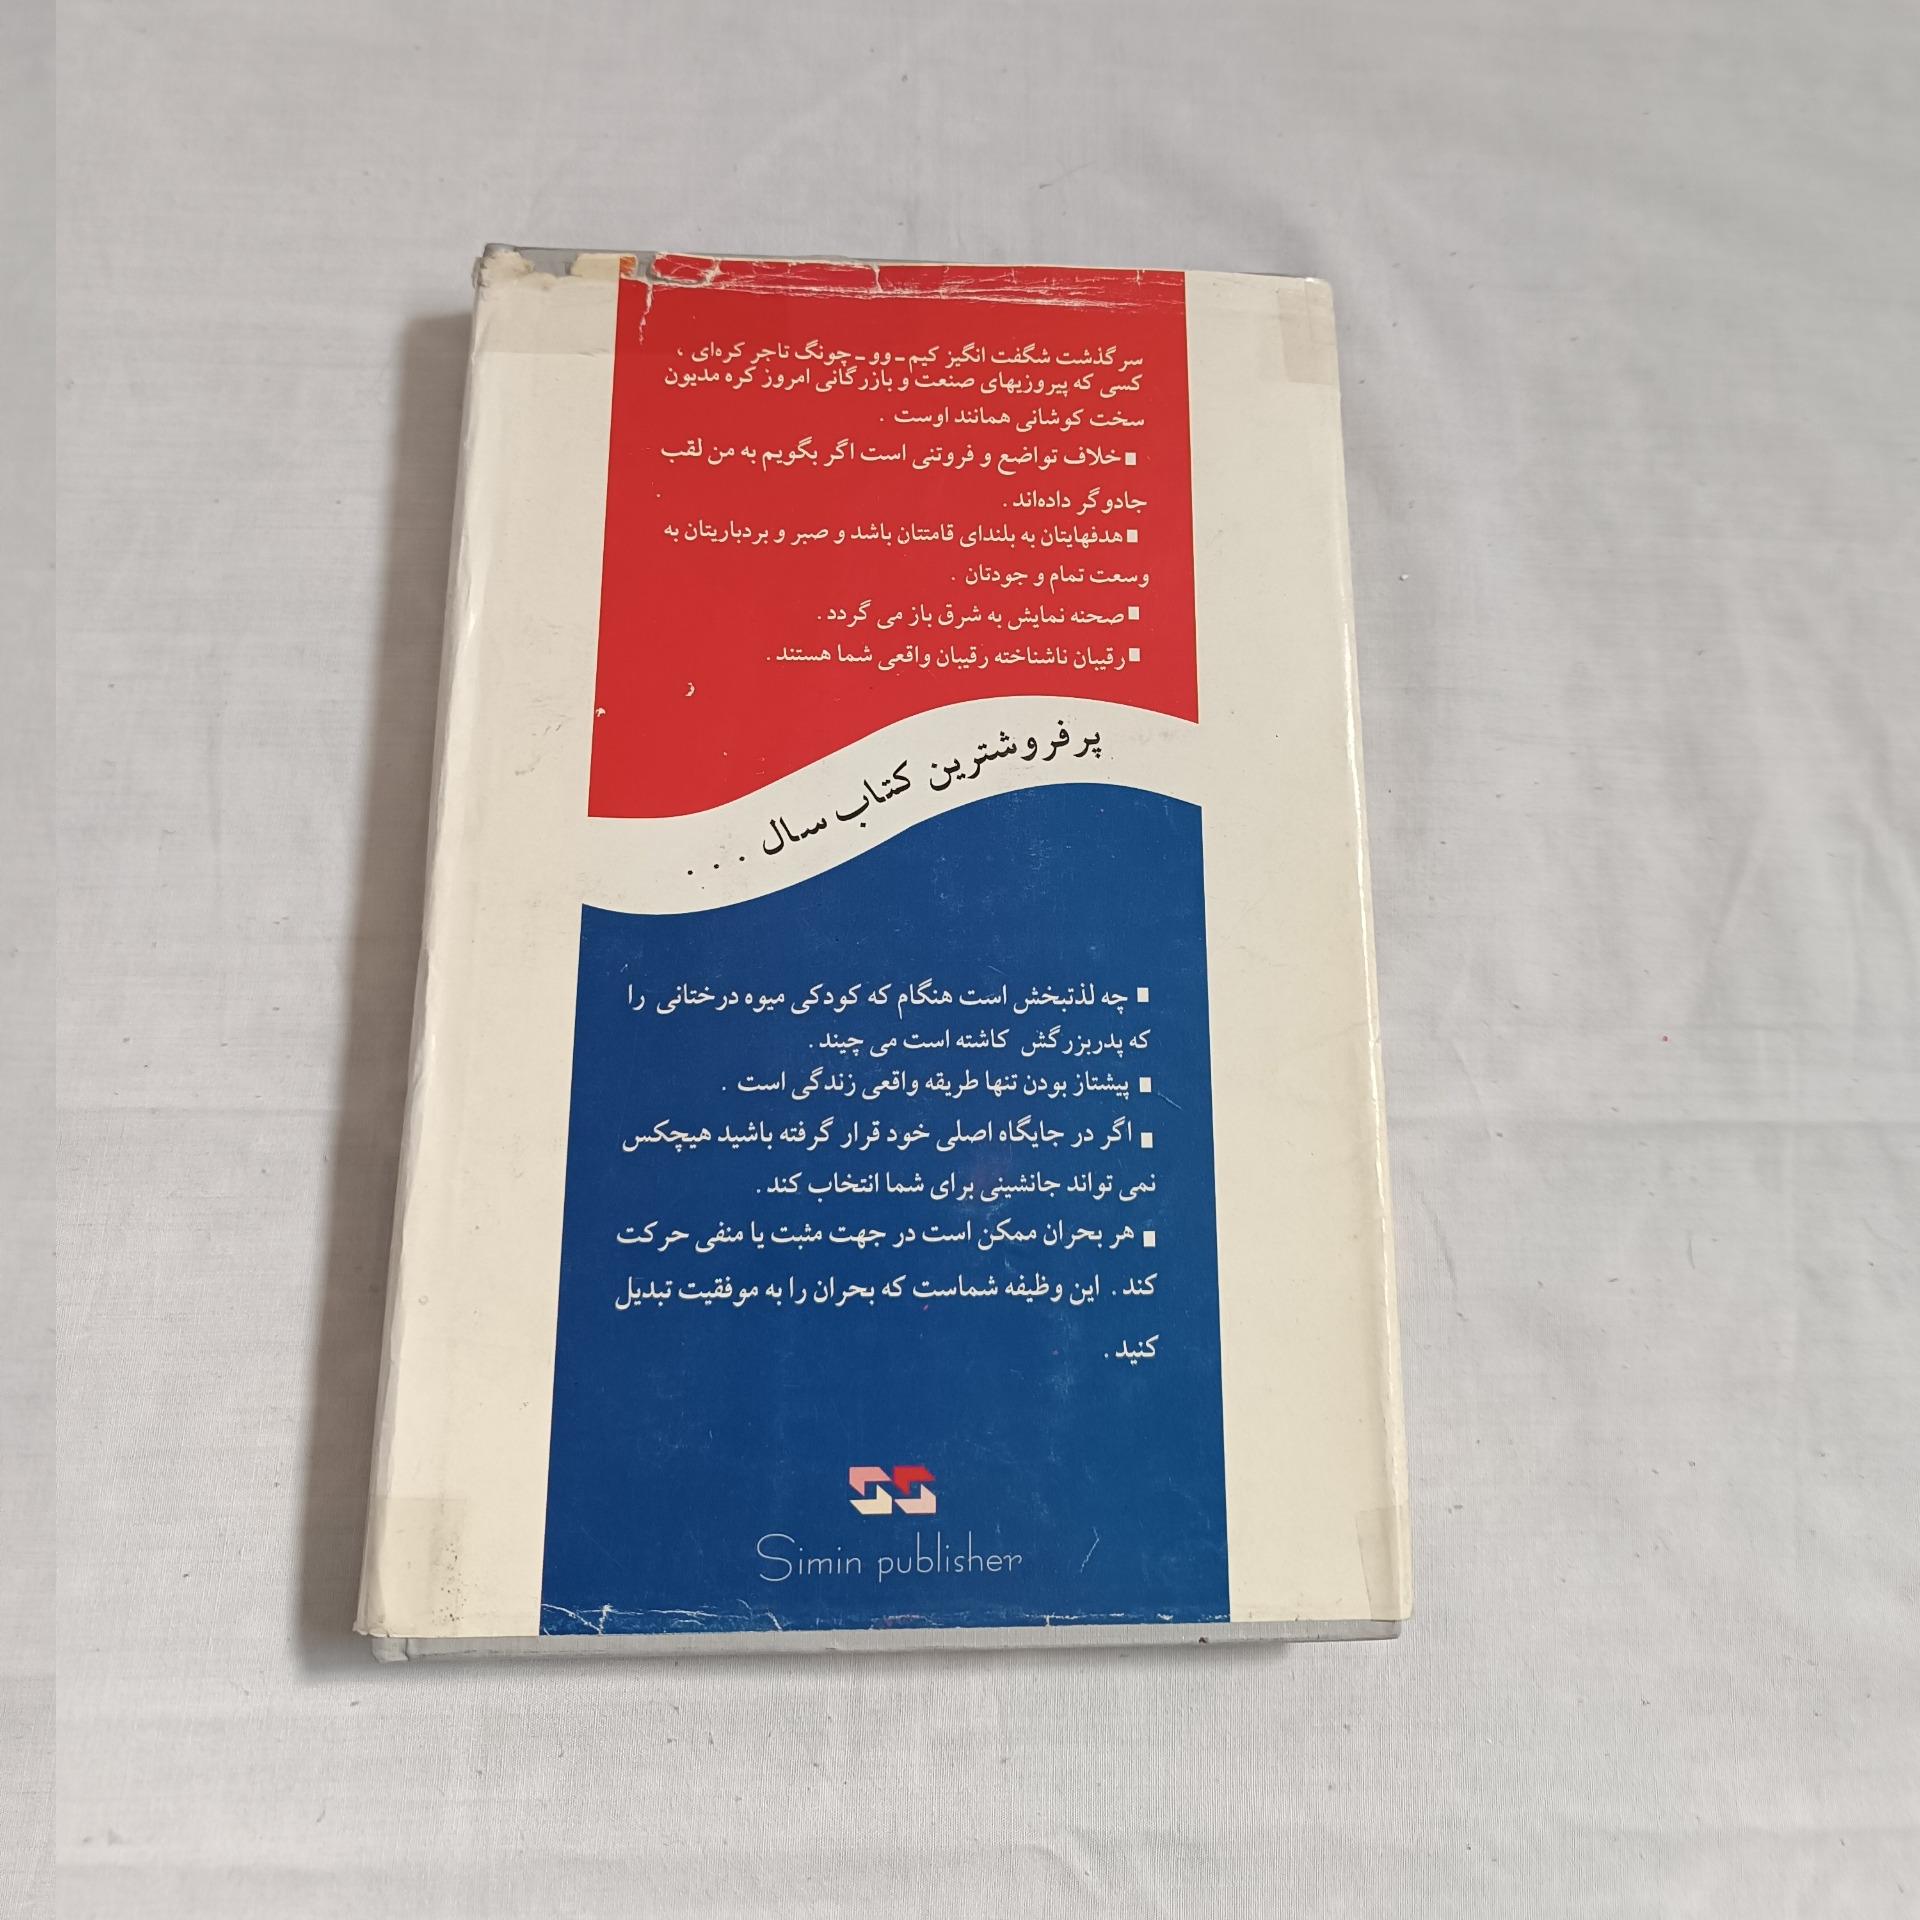 سرگذشت شگفت انگیز کیم ـ وو ـ چونگ تاجر کره‌ای ،
کسی که پیروزیهای صنعت و بازرگانی امروز کره مدیون
سخت کوشانی همانند اوست .
■ خلاف تواضع و فروتنی است اگر بگویم به من لقب
جادوگر داده‌اند .
■ هدفهایتان به بلندای قامتتان باشد و صبر و بردباریتان به
وسعت تمام و جودتان .
■ صحنه نمایش به شرق باز می گردد .
■ رقیبان ناشناخته رقیبان واقعی شما هستند .
پرفروشترین کتاب سال . . .
■ چه لذتبخش است هنگام که کودکی میوه درختانی را
که پدربزرگش کاشته است می چیند .
■ پیشتاز بودن تنها طریقه واقعی زندگی است .
■ اگر در جایگاه اصلی خود قرار گرفته باشید هیچکس
نمی تواند جانشینی برای شما انتخاب کند .
■ هر بحران ممکن است در جهت مثبت یا منفی حرکت
کند . این وظیفه شماست که بحران را به موفقیت تبدیل
کنید .
Simin publisher